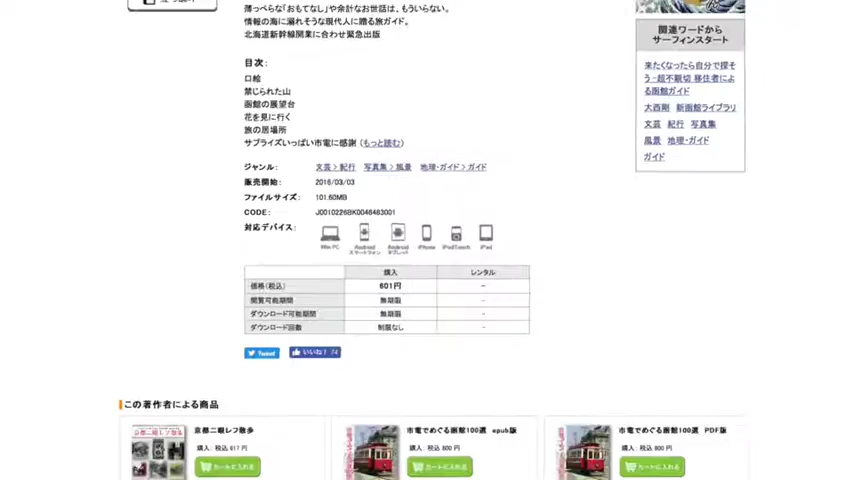 薄っぺらな「おもてなし」や余計なお世話は、もういらない。
情報の海に溺れそうな現代人に贈る旅ガイド。
北海道新幹線開業に合わせ緊急出版
目次：
口絵
禁じられた山
函館の展望台
花を見に行く
旅の居場所
サプライズいっぱい市電に感謝（もっと読む）
ジャンル： 文芸 > 紀行 写真集 > 風景 地理・ガイド > ガイド
販売開始： 2016/03/03
ファイルサイズ： 101.60MB
CODE： J0010226BK0046483001
対応デバイス：
Win PC Android スマートフォン Android タブレット iPhone iPodTouch iPad
購入 レンタル
価格(税込) 601円 -
閲覧可能期間 無期限 -
ダウンロード可能期間 無期限 -
ダウンロード回数 制限なし -
Tweet いいね！ 74
関連ワードから
サーフィンスタート
来たくなったら自分で探そ
う-超不親切 移住者によ
る函館ガイド
大西剛 新函館ライブラリ
文芸 紀行 写真集
風景 地理・ガイド
ガイド
この著作者による商品
京都二眼レフ散歩
購入：税込 617 円
カートに入れる
市電でめぐる函館100選 epub版
購入：税込 800 円
カートに入れる
市電でめぐる函館100選 PDF版
購入：税込 800 円
カートに入れる